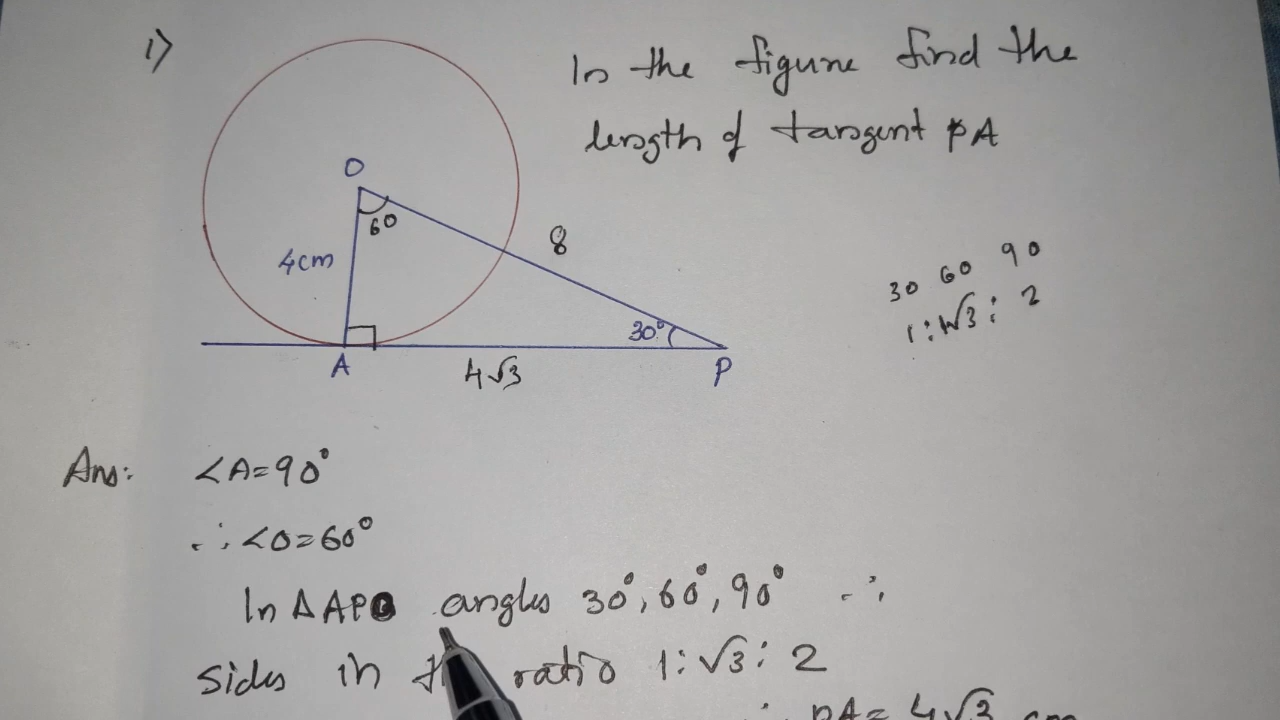 1)
In the figure find the
length of tangent PA
O
60
4cm
8
30°
A
4√3
P
30 60 90
1:√3: 2
Ans: ∠A=90°
∴ ∠O=60°
In ΔAPO angles 30°, 60°, 90° ∴
sides in ratio 1:√3: 2
∴ PA= 4√3 cm